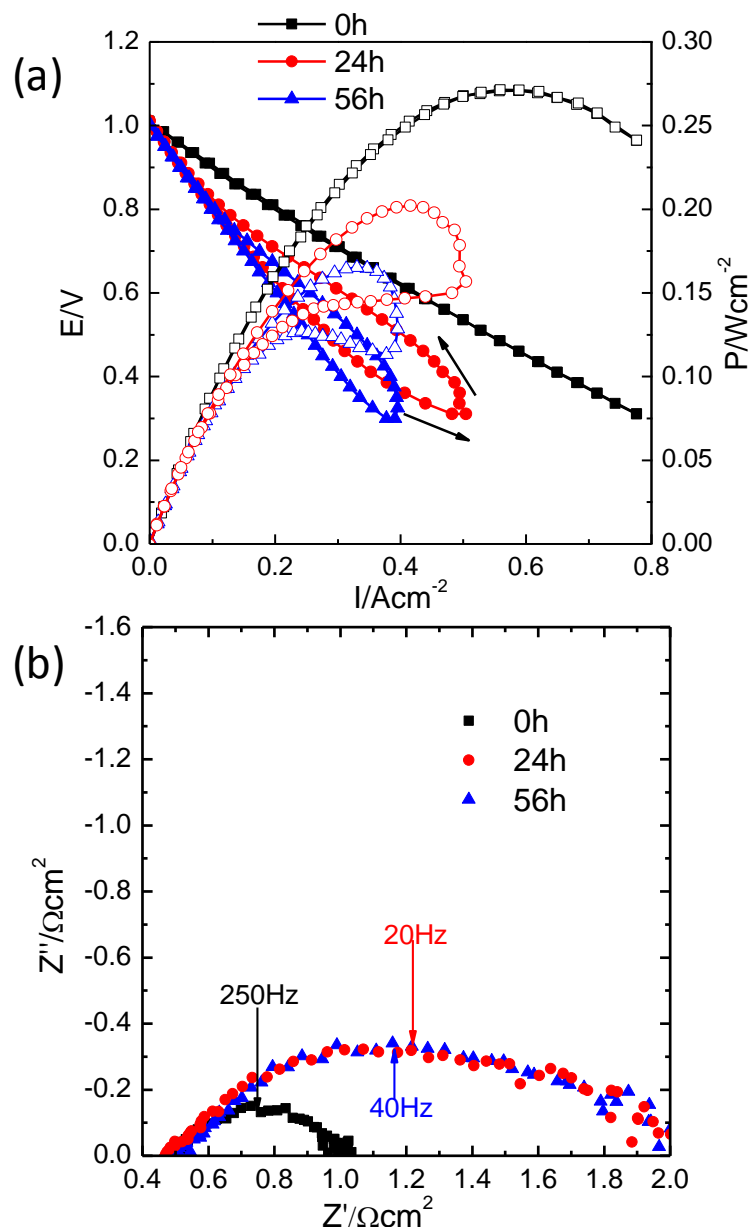 (a)
0h
24h
56h
1.2
1.0
0.8
0.6
0.4
0.2
0.0
E/V
0.30
0.25
0.20
0.15
0.10
0.05
0.00
P/Wcm⁻²
0.0 0.2 0.4 0.6 0.8
I/Acm⁻²
(b)
-1.6
-1.4
-1.2
-1.0
-0.8
-0.6
-0.4
-0.2
0.0
Z''/Ωcm²
0h
24h
56h
20Hz
250Hz
40Hz
0.4 0.6 0.8 1.0 1.2 1.4 1.6 1.8 2.0
Z'/Ωcm²